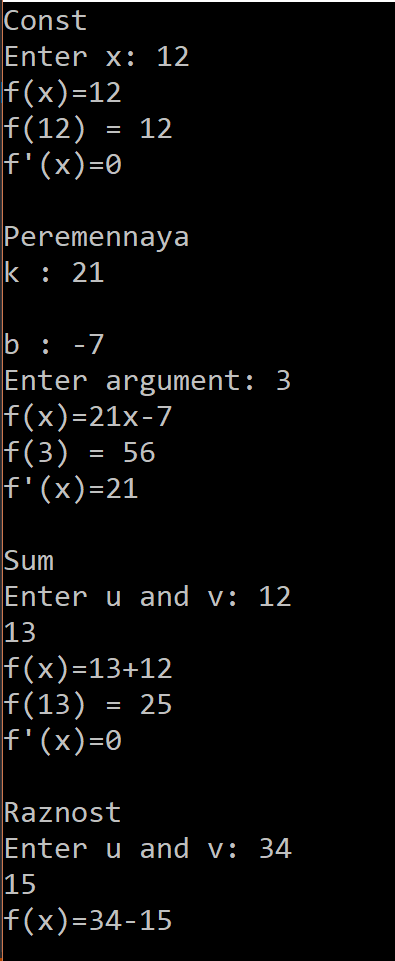 Const
Enter x: 12
f(x)=12
f(12) = 12
f'(x)=0
Peremennaya
k : 21
b : -7
Enter argument: 3
f(x)=21x-7
f(3) = 56
f'(x)=21
Sum
Enter u and v: 12
13
f(x)=13+12
f(13) = 25
f'(x)=0
Raznost
Enter u and v: 34
15
f(x)=34-15